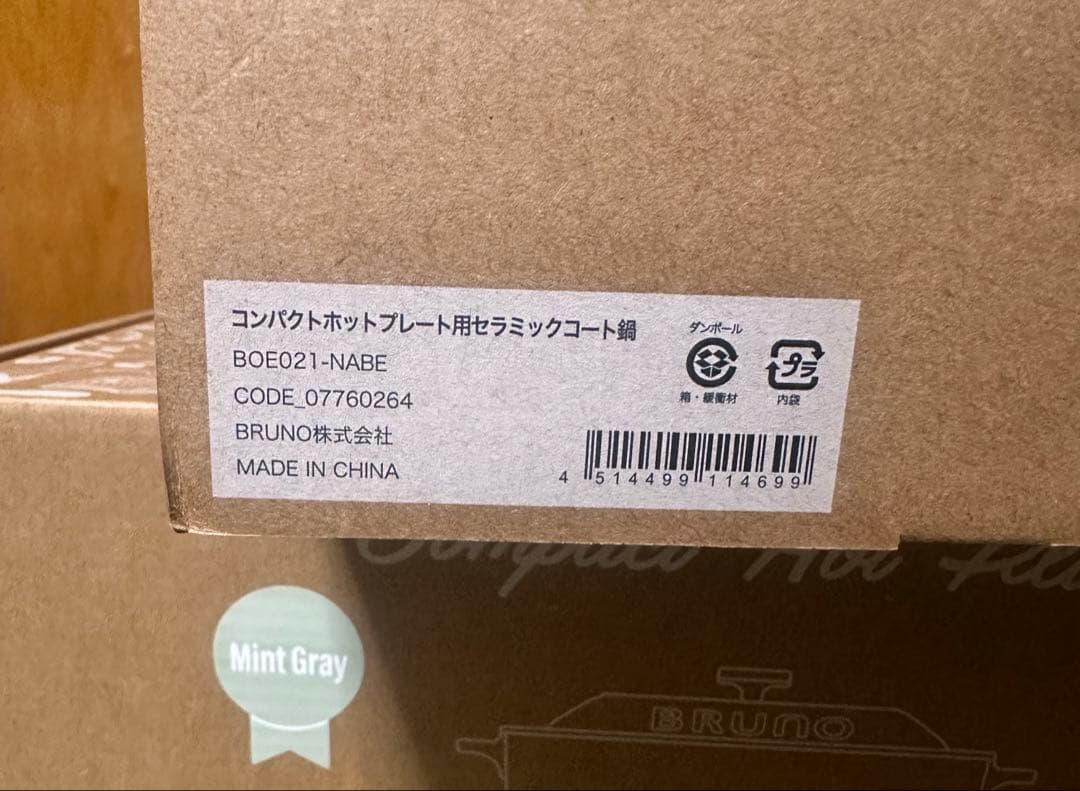 コンパクトホットプレート用セラミックコート鍋
BOE021-NABE
CODE_07760264
BRUNO株式会社
MADE IN CHINA
ダンボール
箱・緩衝材
プラ
内袋
4 514499 114699
Compact Hot
Mint Gray
BRUNO